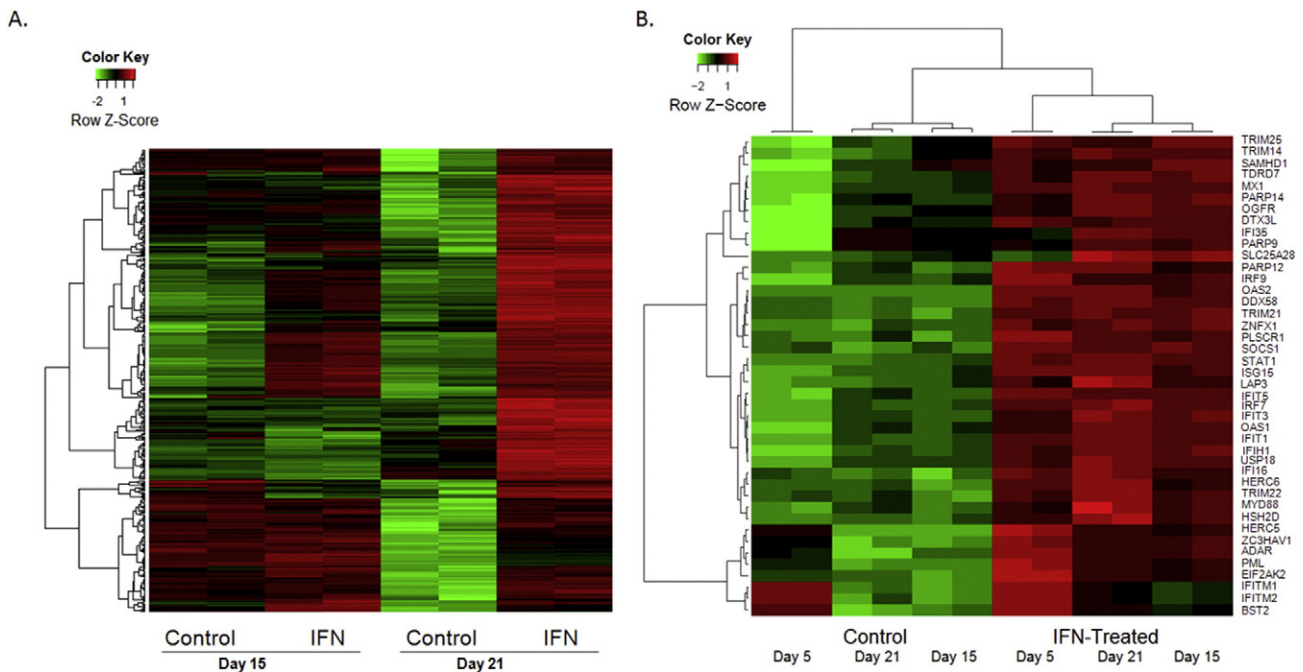 A.
Color Key
-2 1
Row Z-Score
Control IFN Control IFN
Day 15 Day 21
B.
Color Key
−2 1
Row Z−Score
TRIM25
TRIM14
SAMHD1
TDRD7
MX1
PARP14
OGFR
DTX3L
IFI35
PARP9
SLC25A28
PARP12
IRF9
OAS2
DDX58
TRIM21
ZNFX1
PLSCR1
SOCS1
STAT1
ISG15
LAP3
IFIT5
IRF7
IFIT3
OAS1
IFIT1
IFIH1
USP18
IFI16
HERC6
TRIM22
MYD88
HSH2D
HERC5
ZC3HAV1
ADAR
PML
EIF2AK2
IFITM1
IFITM2
BST2
Control IFN-Treated
Day 5 Day 21 Day 15 Day 5 Day 21 Day 15